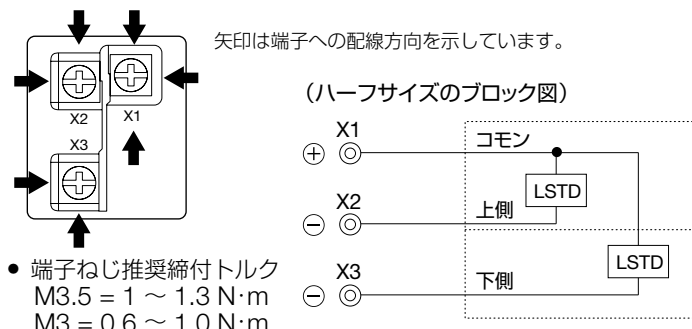 矢印は端子への配線方向を示しています。
X2
X1
X3
● 端子ねじ推奨締付トルク
M3.5 = 1 ～ 1.3 N·m
M3 = 0.6 ～ 1.0 N·m
（ハーフサイズのブロック図）
X1
コモン
LSTD
X2
上側
LSTD
X3
下側